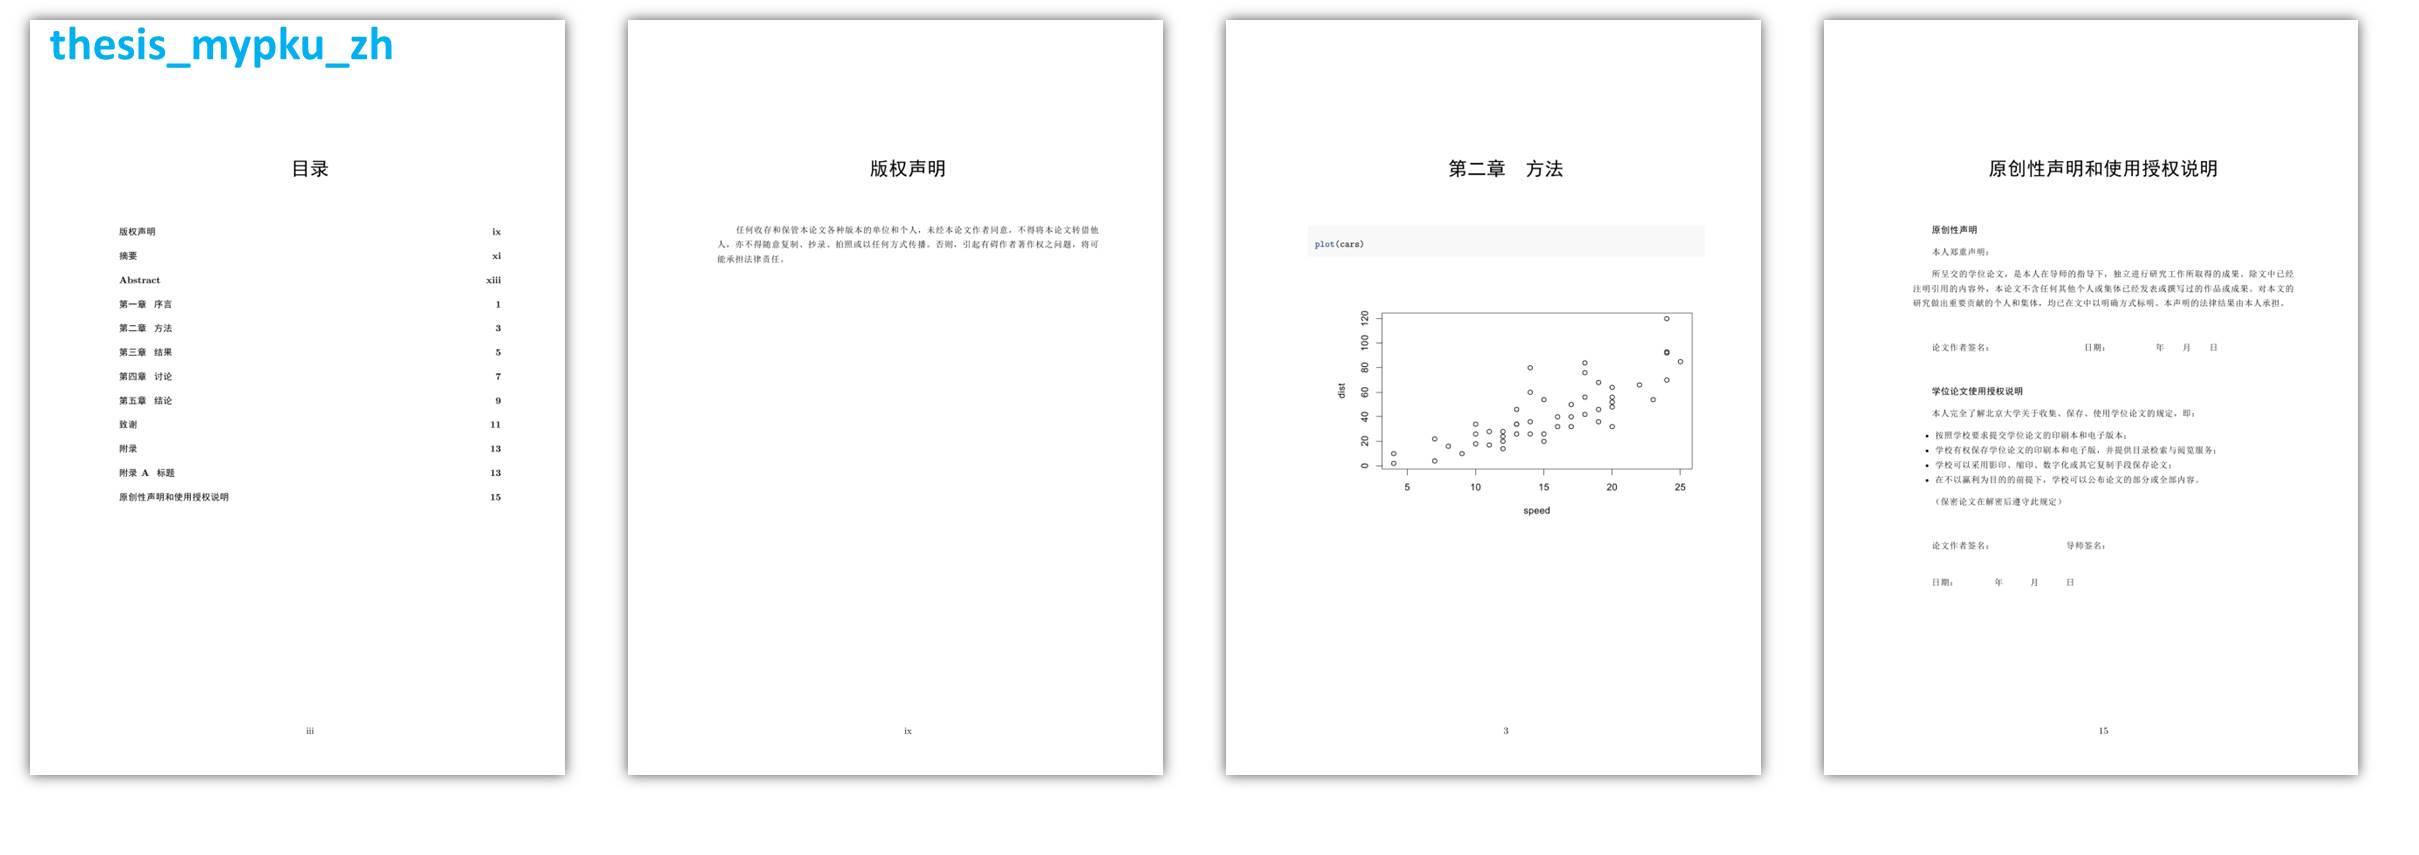 thesis_mypku_zh
目录
版权声明 ix
摘要 xi
Abstract xiii
第一章 序言 1
第二章 方法 3
第三章 结果 5
第四章 讨论 7
第五章 结论 9
致谢 11
附录 13
附录 A 标题 13
原创性声明和使用授权说明 15
iii
版权声明
任何收存和保管本论文各种版本的单位和个人，未经本论文作者同意，不得将本论文转借他
人，亦不得随意复制、抄录、拍照或以任何方式传播。否则，引起有碍作者著作权之问题，将可
能承担法律责任。
ix
第二章 方法
plot(cars)
120
100
80
60
40
20
0
dist
5 10 15 20 25
speed
3
原创性声明和使用授权说明
原创性声明
本人郑重声明：
所呈交的学位论文，是本人在导师的指导下，独立进行研究工作所取得的成果。除文中已经
注明引用的内容外，本论文不含任何其他个人或集体已经发表或撰写过的作品或成果。对本文的
研究做出重要贡献的个人和集体，均已在文中以明确方式标明。本声明的法律结果由本人承担。
论文作者签名： 日期： 年 月 日
学位论文使用授权说明
本人完全了解北京大学关于收集、保存、使用学位论文的规定，即：
• 按照学校要求提交学位论文的印刷本和电子版本；
• 学校有权保存学位论文的印刷本和电子版，并提供目录检索与阅览服务；
• 学校可以采用影印、缩印、数字化或其它复制手段保存论文；
• 在不以赢利为目的的前提下，学校可以公布论文的部分或全部内容。
（保密论文在解密后遵守此规定）
论文作者签名： 导师签名：
日期： 年 月 日
15